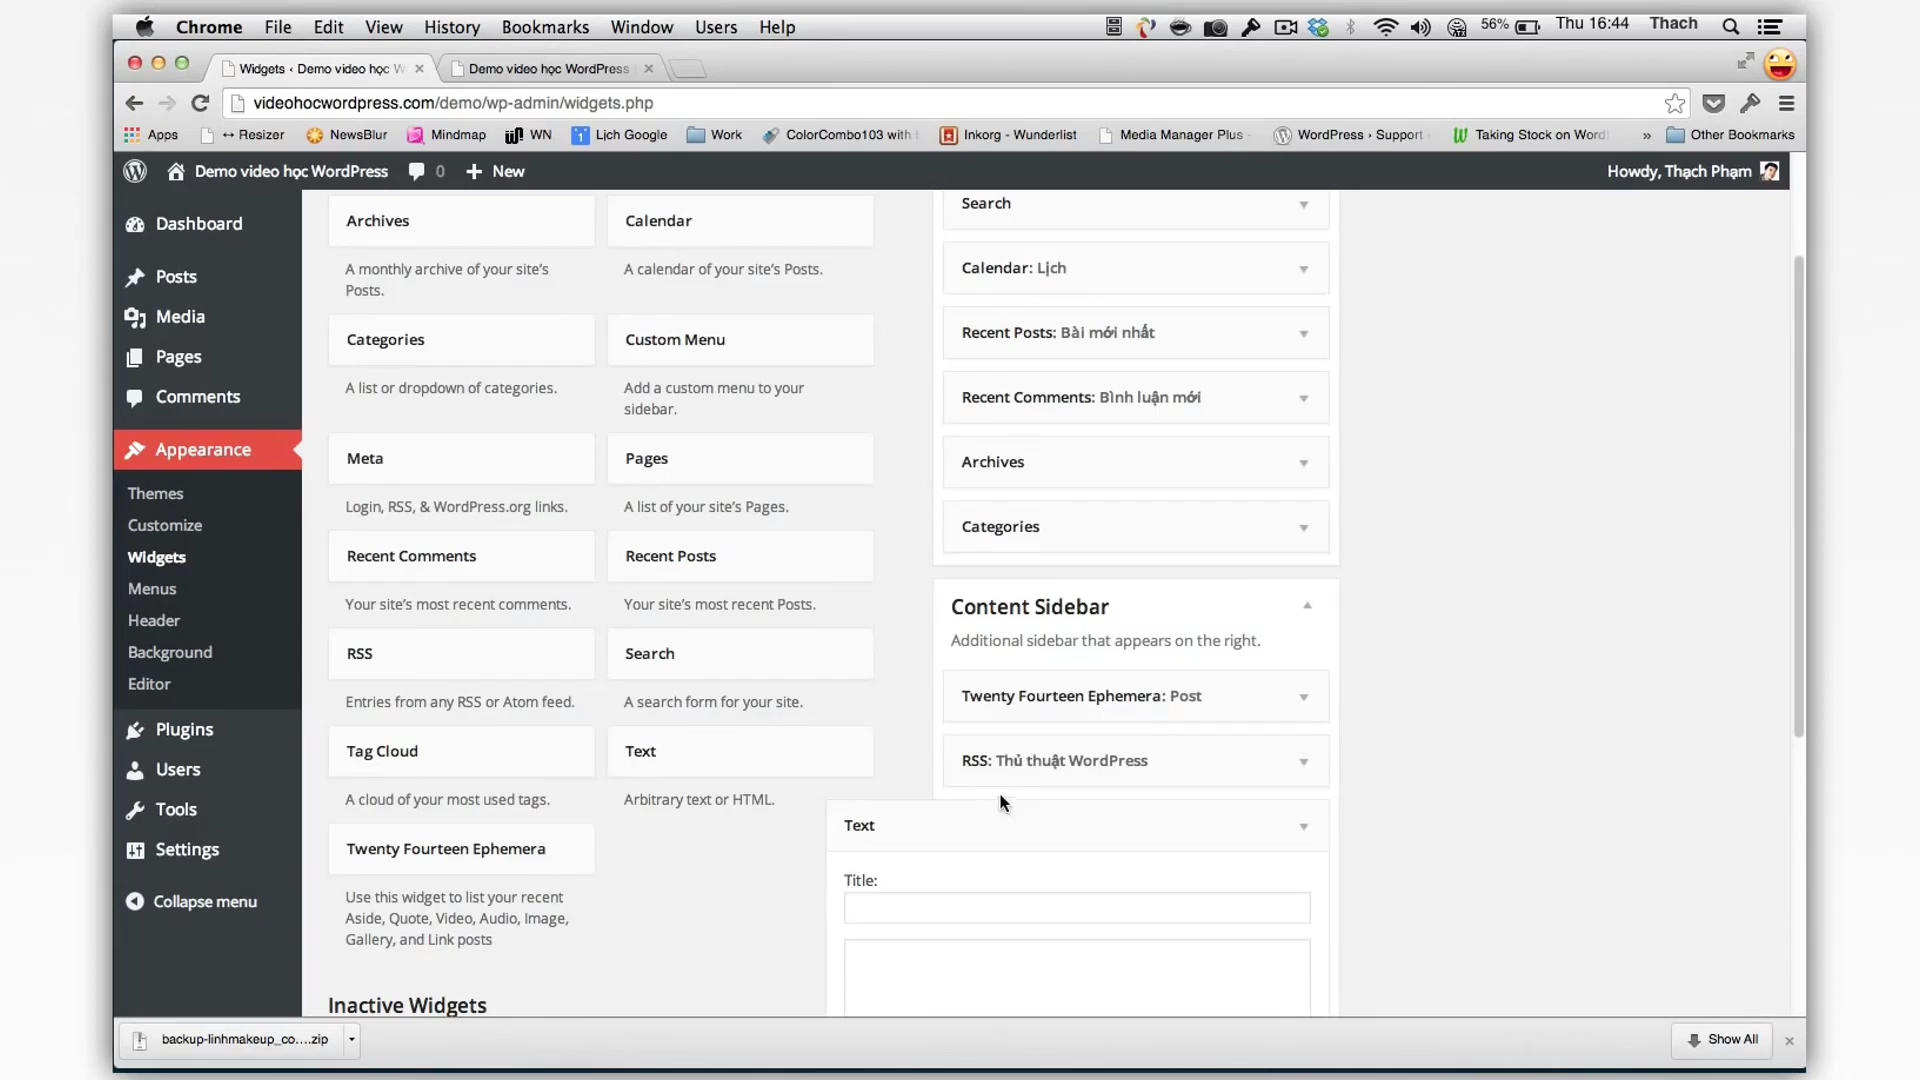 Chrome File Edit View History Bookmarks Window Users Help 56% Thu 16:44 Thach
Widgets ‹ Demo video học W
Demo video học WordPress
videohocwordpress.com/demo/wp-admin/widgets.php
Apps ↔ Resizer NewsBlur Mindmap WN 1 Lịch Google Work ColorCombo103 with Inkorg - Wunderlist Media Manager Plus - WordPress › Support Taking Stock on Word » Other Bookmarks
Demo video học WordPress 0 + New Howdy, Thạch Phạm
Dashboard
Posts
Media
Pages
Comments
Appearance
Themes
Customize
Widgets
Menus
Header
Background
Editor
Plugins
Users
Tools
Settings
Collapse menu
Archives
A monthly archive of your site’s
Posts.
Calendar
A calendar of your site’s Posts.
Categories
A list or dropdown of categories.
Custom Menu
Add a custom menu to your
sidebar.
Meta
Login, RSS, & WordPress.org links.
Pages
A list of your site’s Pages.
Recent Comments
Your site’s most recent comments.
Recent Posts
Your site’s most recent Posts.
RSS
Entries from any RSS or Atom feed.
Search
A search form for your site.
Tag Cloud
A cloud of your most used tags.
Text
Arbitrary text or HTML.
Twenty Fourteen Ephemera
Use this widget to list your recent
Aside, Quote, Video, Audio, Image,
Gallery, and Link posts
Inactive Widgets
Search
Calendar: Lịch
Recent Posts: Bài mới nhất
Recent Comments: Bình luận mới
Archives
Categories
Content Sidebar
Additional sidebar that appears on the right.
Twenty Fourteen Ephemera: Post
RSS: Thủ thuật WordPress
Text
Title:
backup-linhmakeup_co....zip
Show All